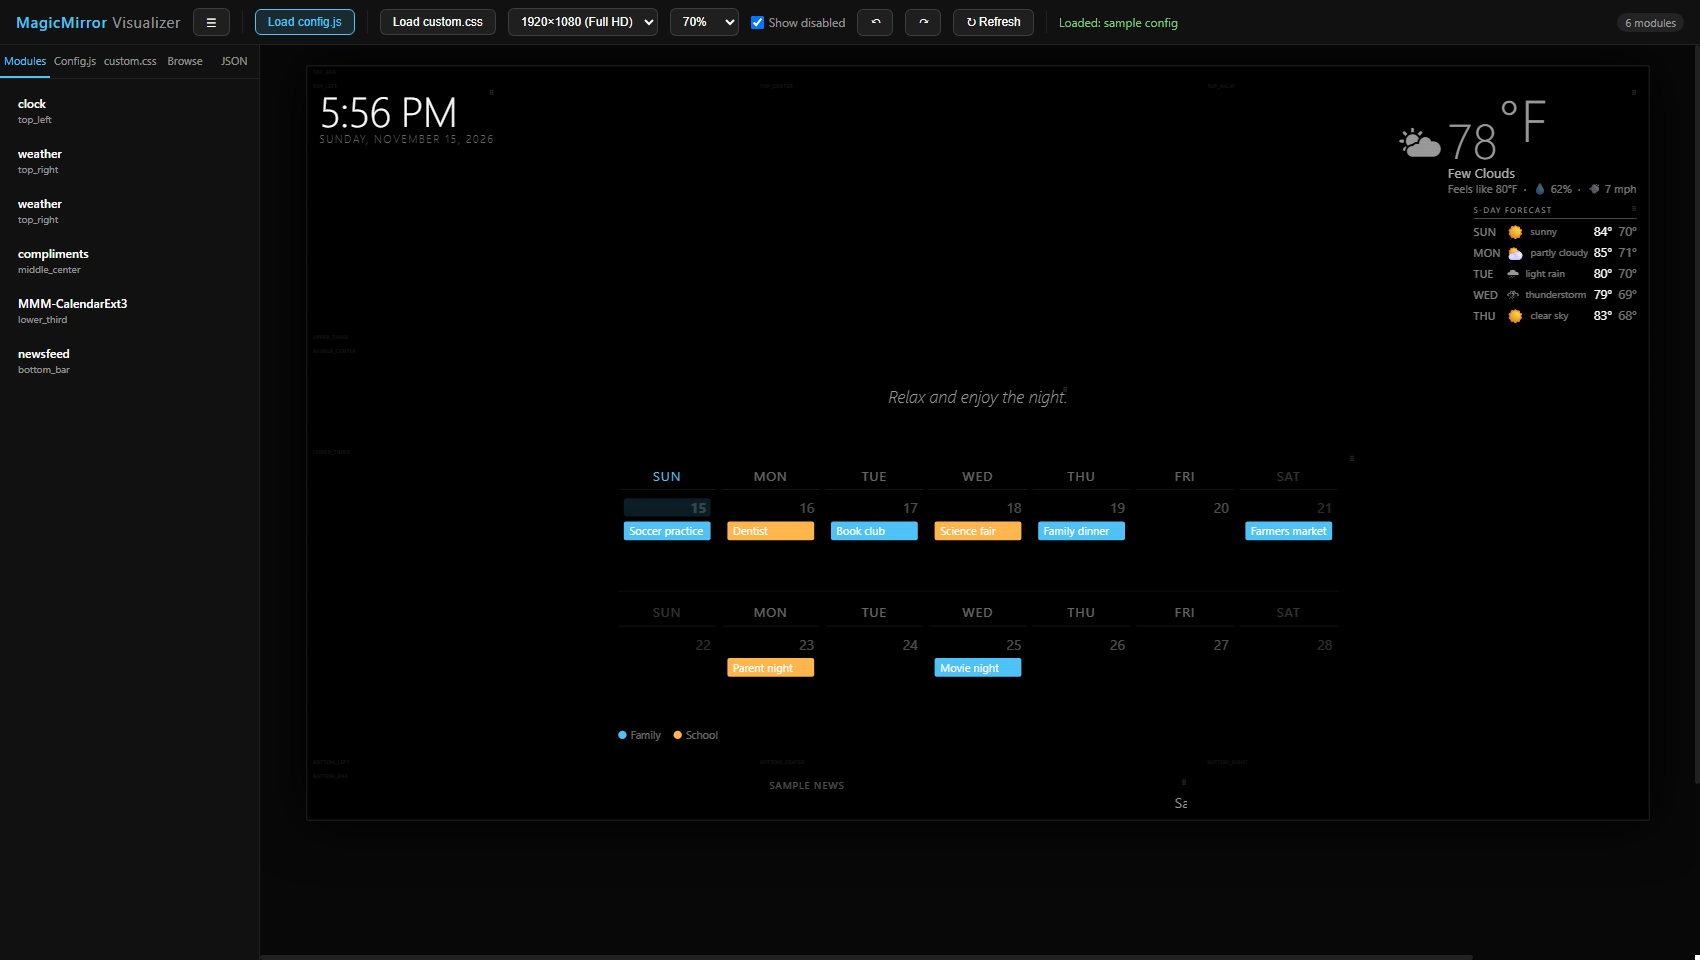 MagicMirror Visualizer
☰
Load config.js
Load custom.css
1920×1080 (Full HD)
70%
Show disabled
↶
↷
↻ Refresh
Loaded: sample config
6 modules
Modules
Config.js
custom.css
Browse
JSON
clock
top_left
weather
top_right
weather
top_right
compliments
middle_center
MMM-CalendarExt3
lower_third
newsfeed
bottom_bar
5:56 PM
SUNDAY, NOVEMBER 15, 2026
78 °F
Few Clouds
Feels like 80°F · 62% · 7 mph
5-DAY FORECAST
SUN sunny 84° 70°
MON partly cloudy 85° 71°
TUE light rain 80° 70°
WED thunderstorm 79° 69°
THU clear sky 83° 68°
Relax and enjoy the night.
SUN MON TUE WED THU FRI SAT
15 16 17 18 19 20 21
Soccer practice Dentist Book club Science fair Family dinner Farmers market
SUN MON TUE WED THU FRI SAT
22 23 24 25 26 27 28
Parent night Movie night
Family School
SAMPLE NEWS
Sa